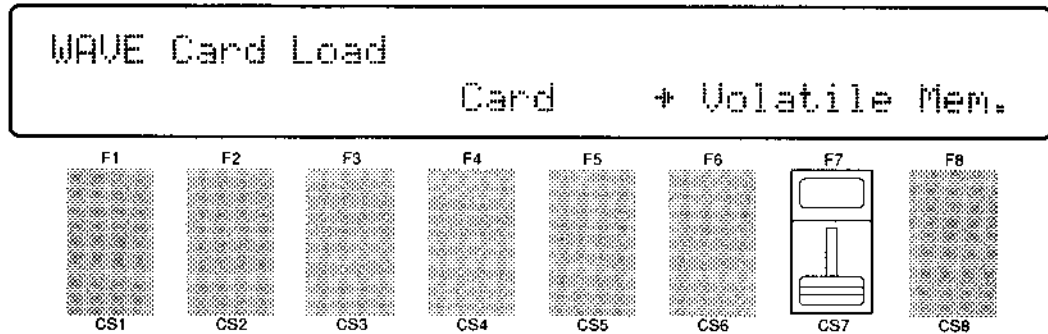 WAVE Card Load
Card → Volatile Mem.
F1 F2 F3 F4 F5 F6 F7 F8
CS1 CS2 CS3 CS4 CS5 CS6 CS7 CS8